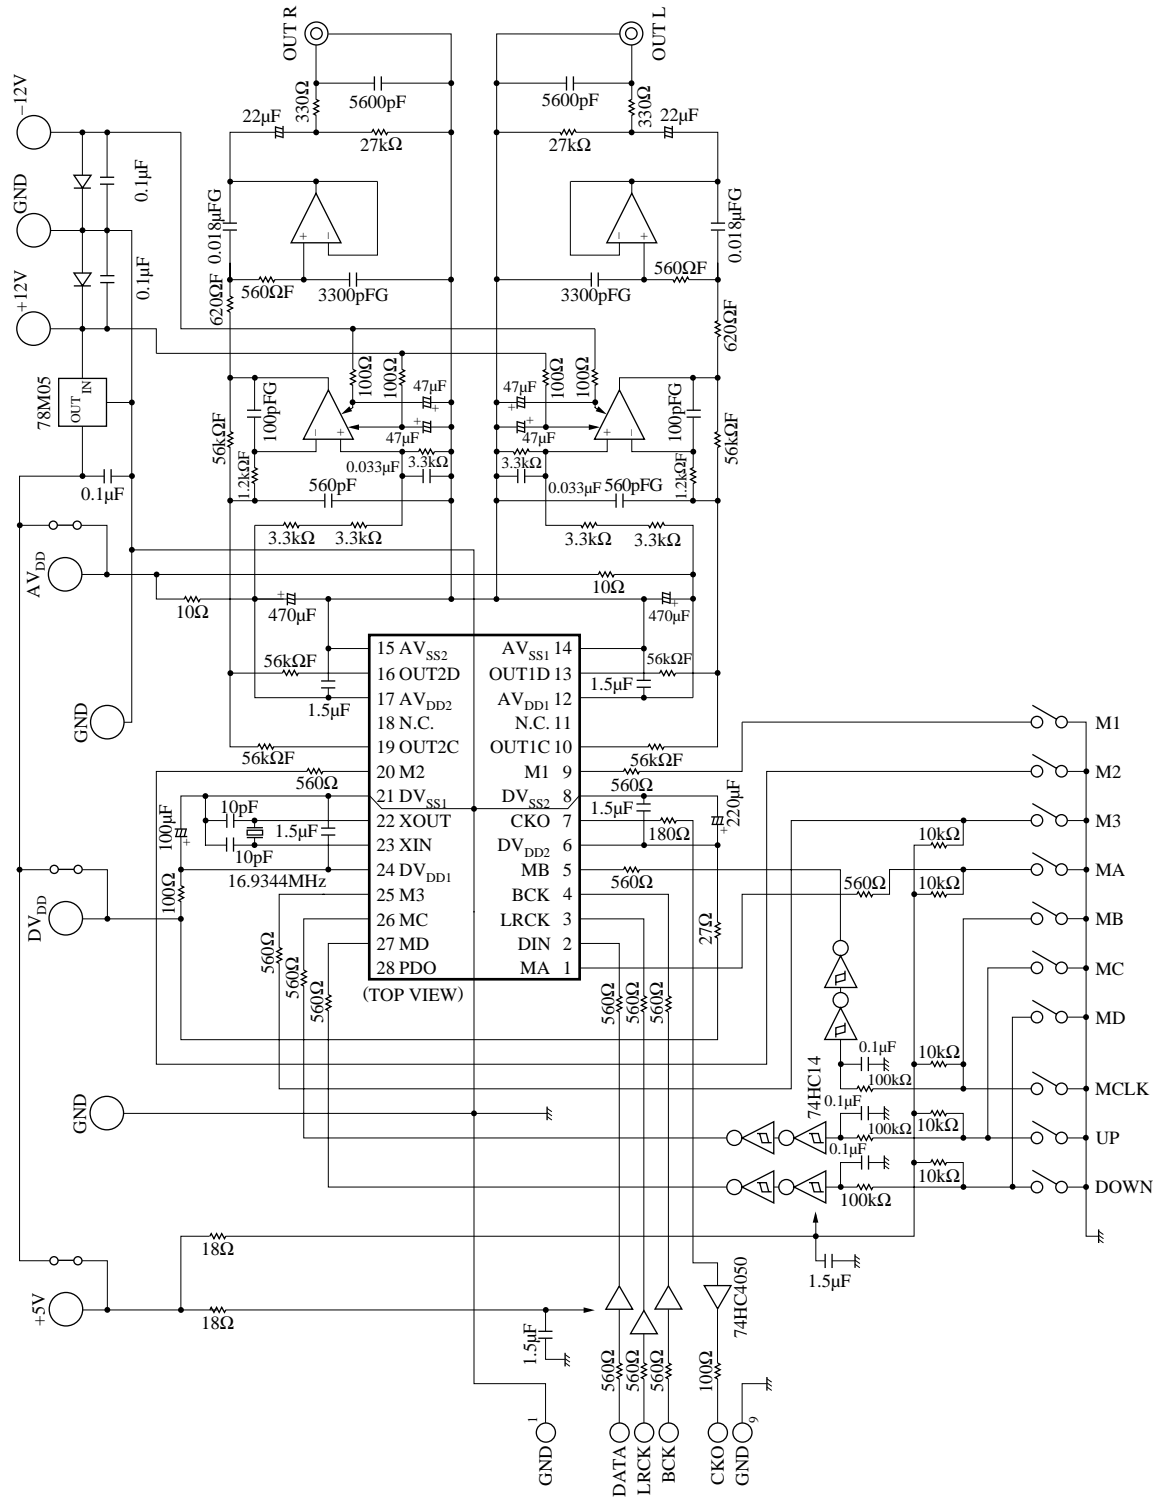 OUT R
OUT L
−12V
GND
+12V
0.1µF
0.1µF
78M05
OUT
IN
0.1µF
5600pF
330Ω
22µF
27kΩ
5600pF
330Ω
22µF
27kΩ
0.018µFG
+
−
560ΩF
3300pFG
620ΩF
0.018µFG
−
+
560ΩF
3300pFG
620ΩF
100Ω
100Ω
47µF
+
47µF
+
100pFG
−
+
56kΩF
1.2kΩF
0.033µF
3.3kΩ
560pF
3.3kΩ
3.3kΩ
100Ω
100Ω
47µF
+
47µF
+
100pFG
+
−
56kΩF
1.2kΩF
3.3kΩ
0.033µF
560pFG
3.3kΩ
3.3kΩ
AVDD
10Ω
10Ω
+
470µF
+
470µF
GND
56kΩF
1.5µF
56kΩF
560Ω
56kΩF
1.5µF
56kΩF
560Ω
15 AVSS2
AVSS1 14
16 OUT2D
OUT1D 13
17 AVDD2
AVDD1 12
18 N.C.
N.C. 11
19 OUT2C
OUT1C 10
20 M2
M1 9
21 DVSS1
DVSS2 8
22 XOUT
CKO 7
23 XIN
DVDD2 6
24 DVDD1
MB 5
25 M3
BCK 4
26 MC
LRCK 3
27 MD
DIN 2
28 PDO
MA 1
(TOP VIEW)
100µF
+
10pF
10pF
1.5µF
16.9344MHz
100Ω
DVDD
1.5µF
220µF
+
180Ω
560Ω
27Ω
560Ω
560Ω
560Ω
560Ω
560Ω
560Ω
M1
M2
M3
MA
MB
MC
MD
MCLK
UP
DOWN
10kΩ
560Ω
10kΩ
10kΩ
0.1µF
100kΩ
74HC14
0.1µF
10kΩ
100kΩ
0.1µF
10kΩ
100kΩ
GND
18Ω
1.5µF
+5V
18Ω
1.5µF
74HC4050
560Ω
560Ω
560Ω
100Ω
GND
1
DATA
LRCK
BCK
CKO
GND
9